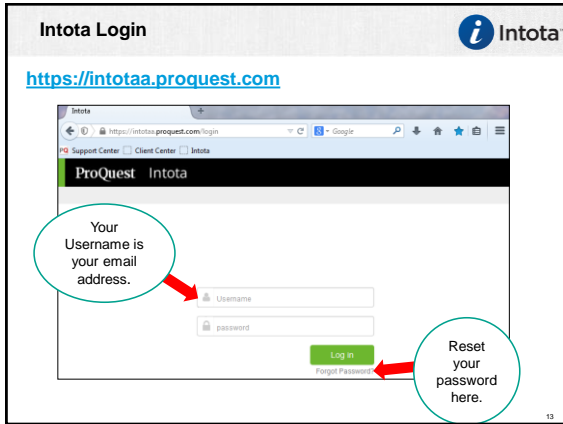 Intota Login
i Intota
https://intotaa.proquest.com
Intota
+
https://intotaa.proquest.com/login
8 - Google
PQ Support Center Client Center Intota
ProQuest Intota
Your
Username is
your email
address.
Username
password
Log in
Forgot Password?
Reset
your
password
here.
13